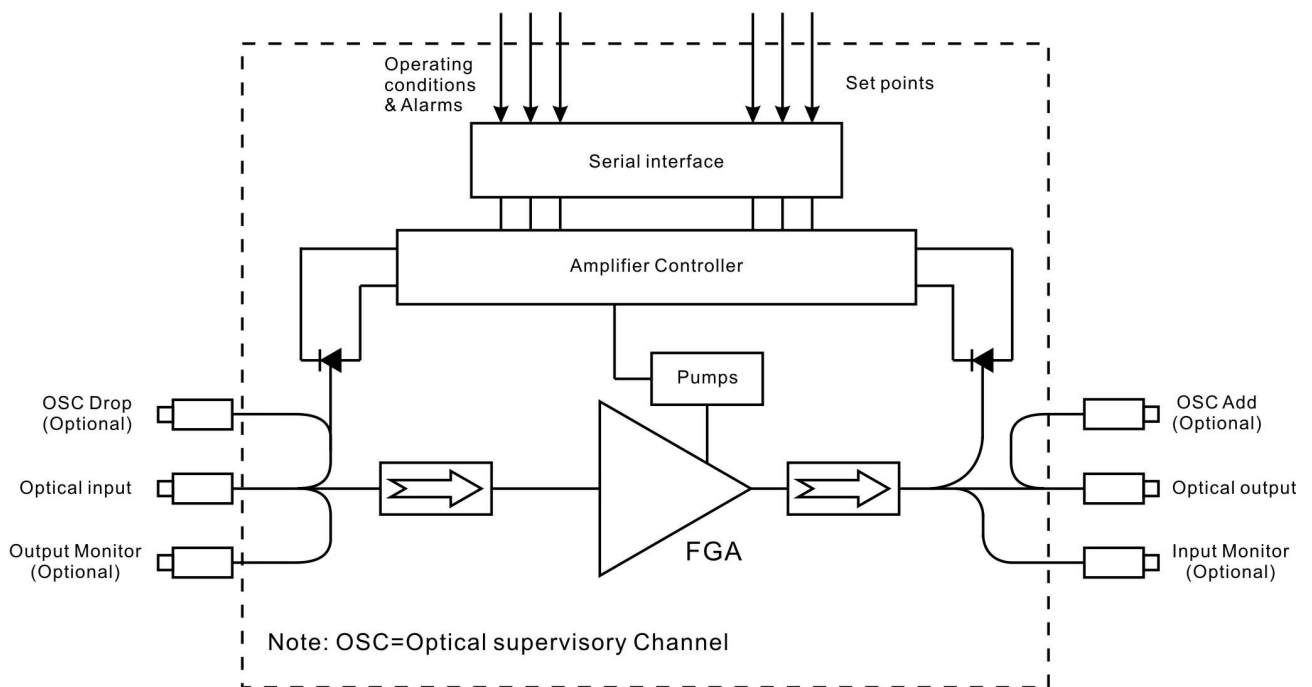 Operating
conditions
& Alarms
Set points
Serial interface
Amplifier Controller
Pumps
OSC Drop
(Optional)
OSC Add
(Optional)
Optical input
Optical output
Output Monitor
(Optional)
FGA
Input Monitor
(Optional)
Note: OSC=Optical supervisory Channel